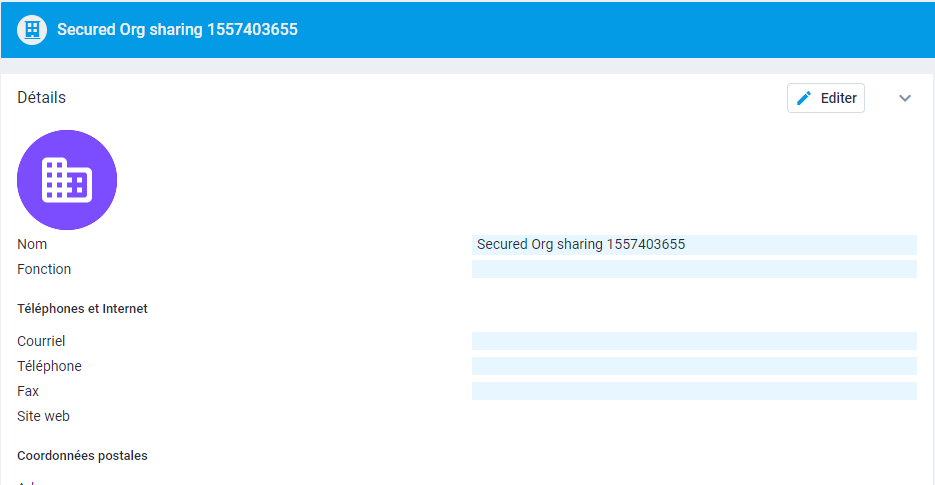 Secured Org sharing 1557403655
Détails
Editer
Nom
Secured Org sharing 1557403655
Fonction
Téléphones et Internet
Courriel
Téléphone
Fax
Site web
Coordonnées postales